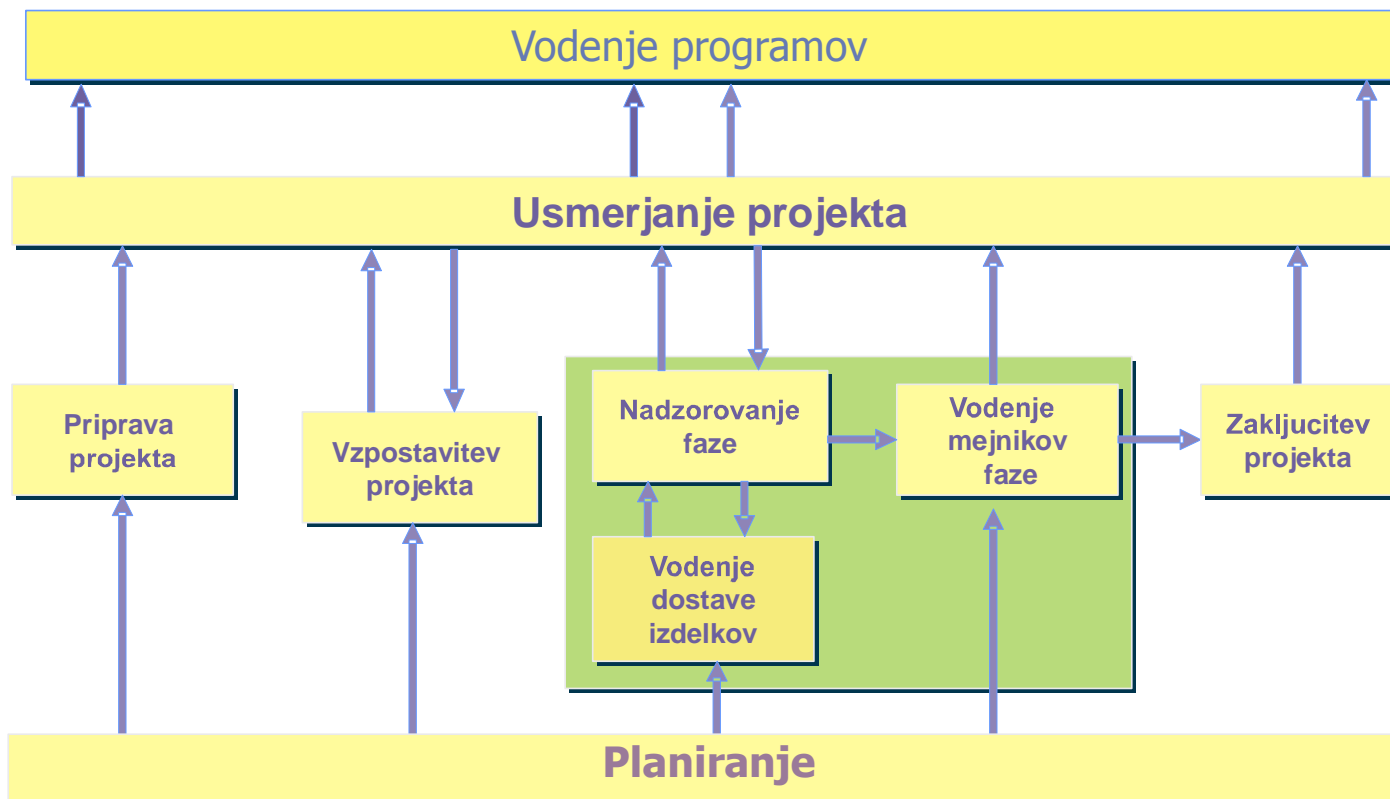 Vodenje programov
Usmerjanje projekta
Priprava
projekta
Vzpostavitev
projekta
Nadzorovanje
faze
Vodenje
mejnikov
faze
Zakljucitev
projekta
Vodenje
dostave
izdelkov
Planiranje